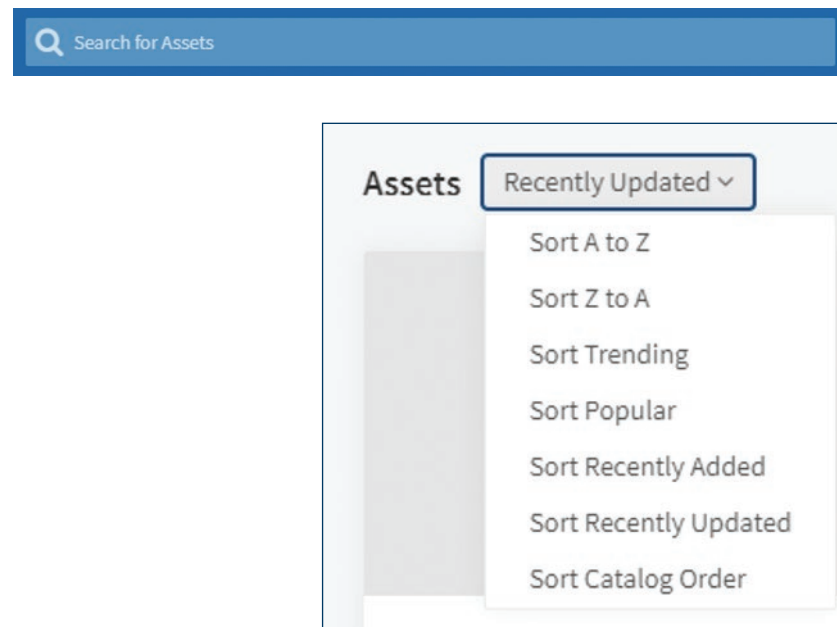 Search for Assets
Assets Recently Updated
Sort A to Z
Sort Z to A
Sort Trending
Sort Popular
Sort Recently Added
Sort Recently Updated
Sort Catalog Order